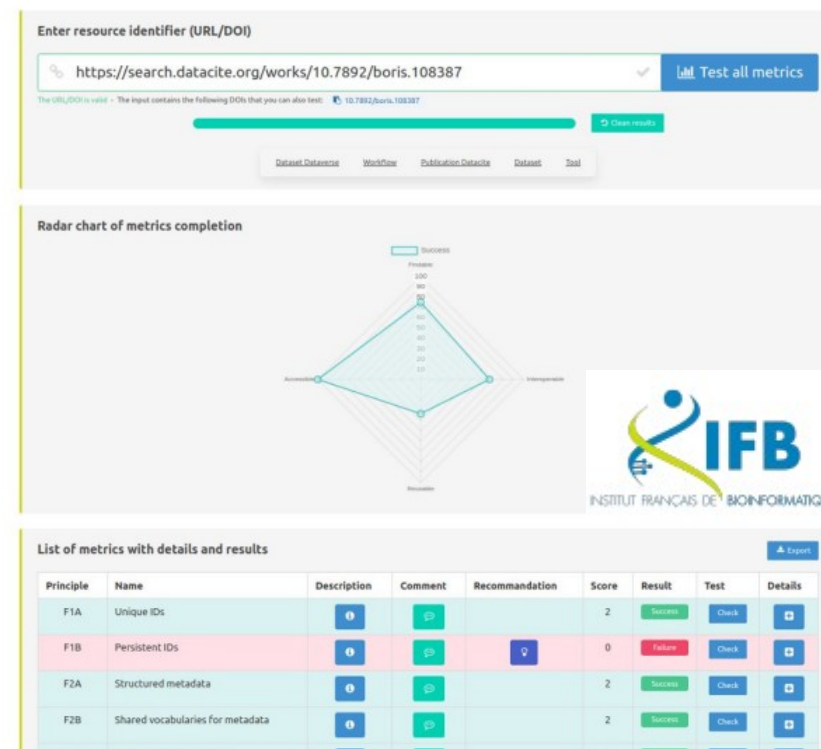 Enter resource identifier (URL/DOI)
https://search.datacite.org/works/10.7892/boris.108387
Test all metrics
The URL/DOI is valid - The input contains the following DOIs that you can also test: 10.7892/boris.108387
Clean results
Dataset Dataverse Workflow Publication Datacite Dataset Tool
Radar chart of metrics completion
Success
Findable
100
90
80
60
50
40
30
20
10
Accessible
Interoperable
Reusable
IFB
INSTITUT FRANÇAIS DE BIOINFORMATIQ
List of metrics with details and results
Export
Principle Name Description Comment Recommandation Score Result Test Details
F1A Unique IDs 2 Success Check
F1B Persistent IDs 0 Failure Check
F2A Structured metadata 2 Success Check
F2B Shared vocabularies for metadata 2 Success Check